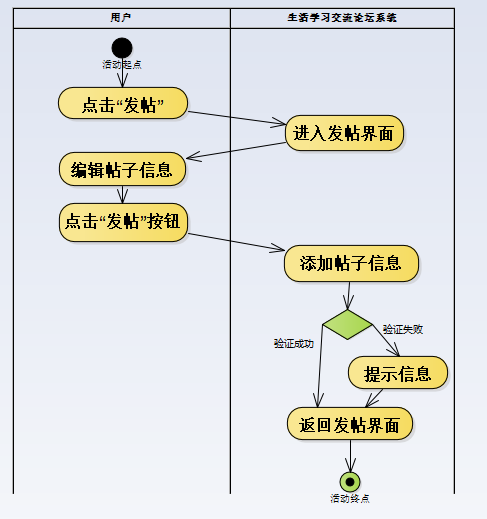 用户
生活学习交流论坛系统
活动起点
点击“发帖”
进入发帖界面
编辑帖子信息
点击“发帖”按钮
添加帖子信息
验证成功
验证失败
提示信息
返回发帖界面
活动终点